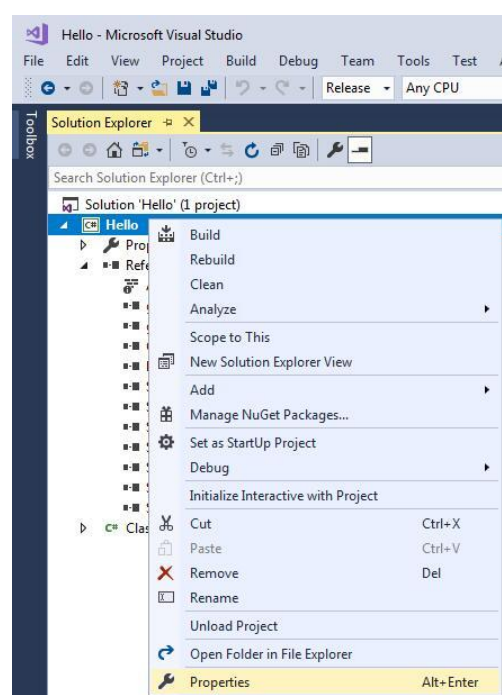 Hello - Microsoft Visual Studio
File Edit View Project Build Debug Team Tools Test
Release Any CPU
Toolbox
Solution Explorer
Search Solution Explorer (Ctrl+;)
Solution 'Hello' (1 project)
C# Hello
Build
Rebuild
Clean
Analyze
Scope to This
New Solution Explorer View
Add
Manage NuGet Packages...
Set as StartUp Project
Debug
Initialize Interactive with Project
Cut Ctrl+X
C#
Paste Ctrl+V
Remove Del
Rename
Unload Project
Open Folder in File Explorer
Properties Alt+Enter